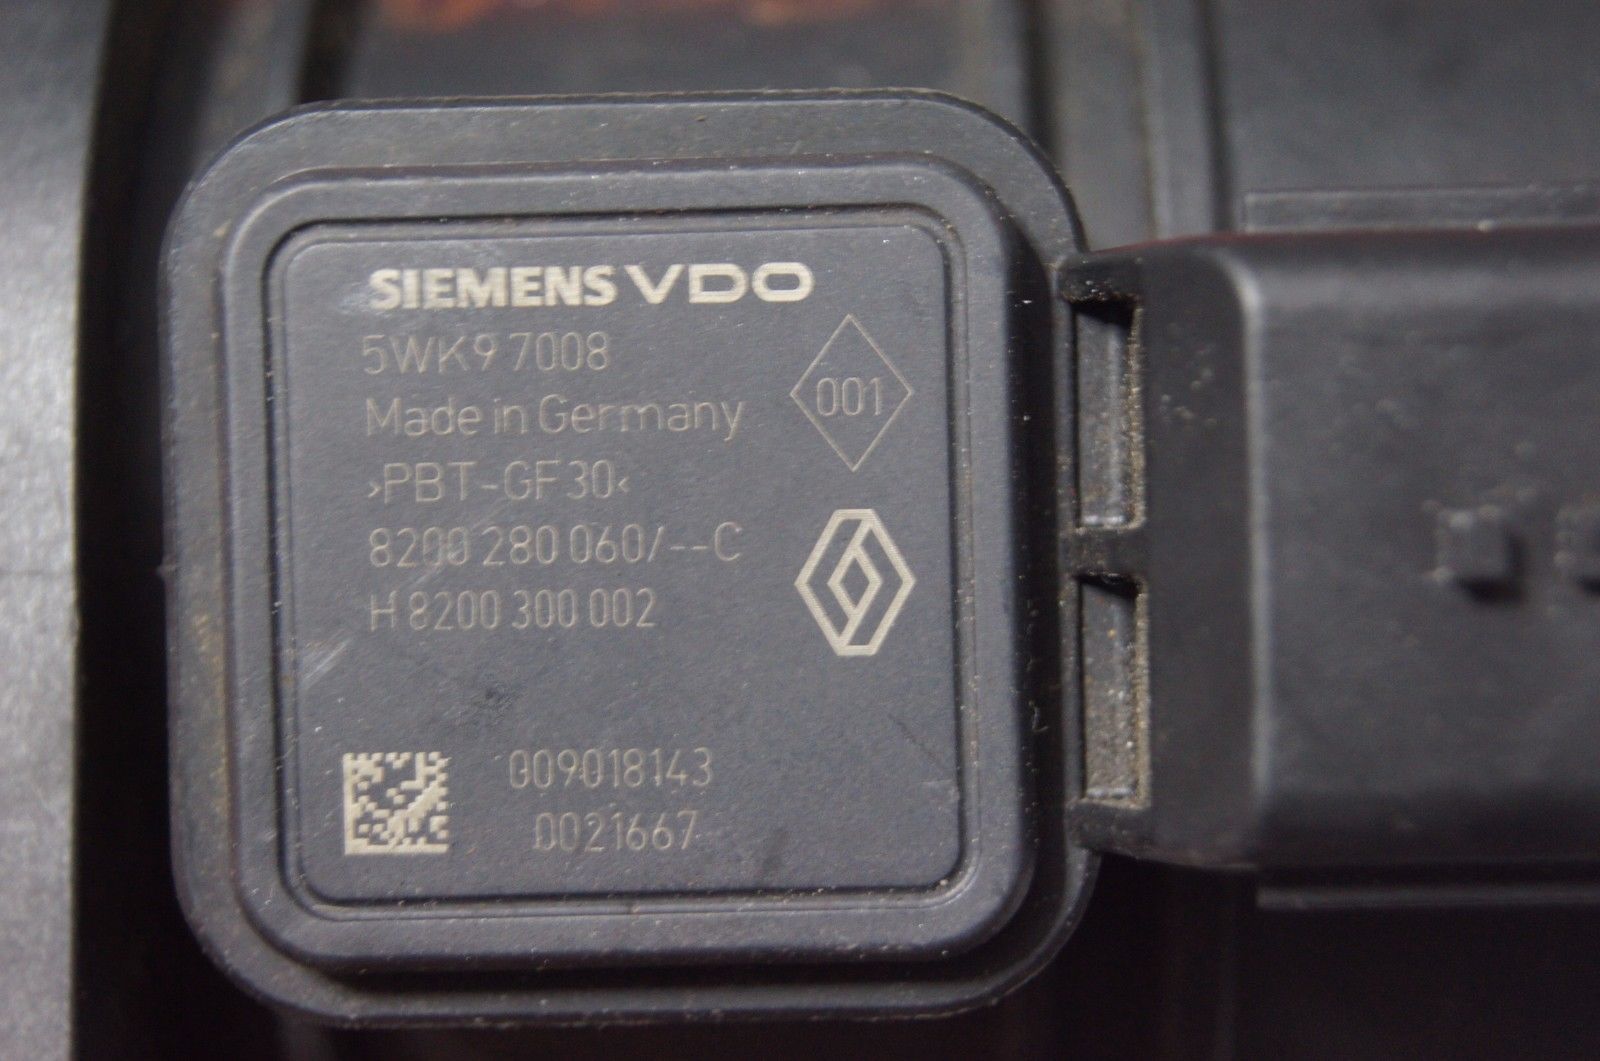 SIEMENS VDO
5WK9 7008
Made in Germany
001
>PBT-GF30<
8200 280 060/--C
H 8200 300 002
009018143
0021667